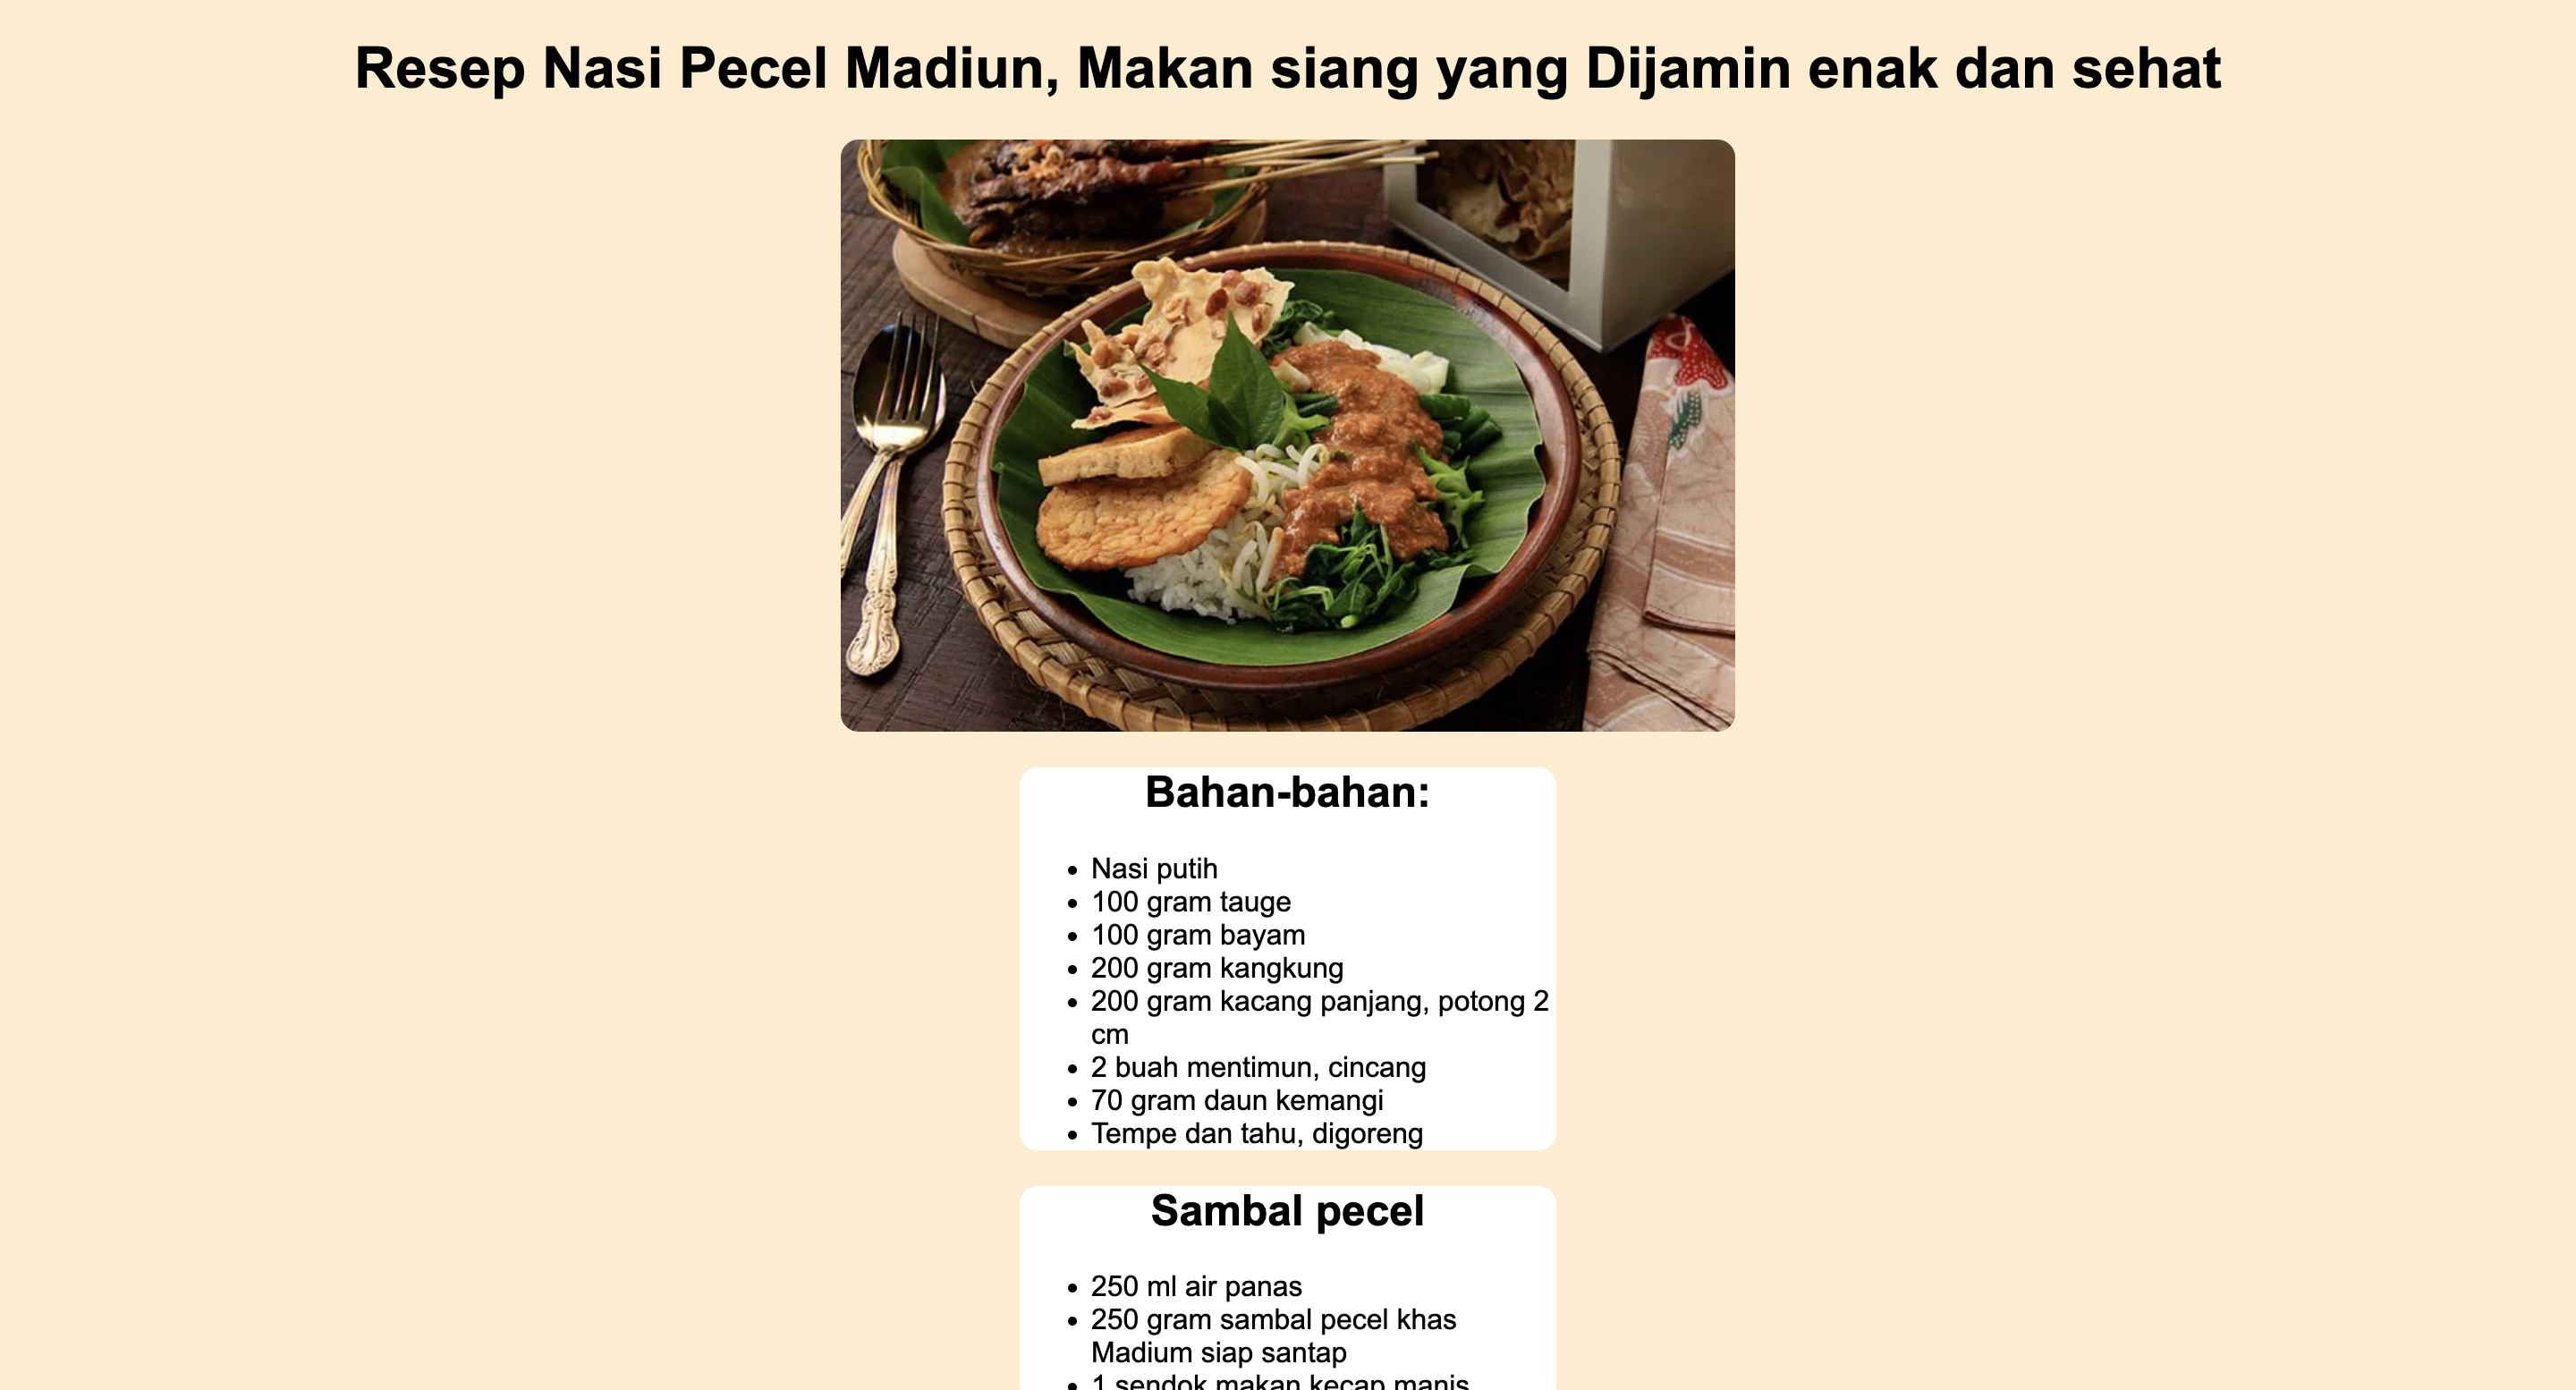 Resep Nasi Pecel Madiun, Makan siang yang Dijamin enak dan sehat
Bahan-bahan:
• Nasi putih
• 100 gram tauge
• 100 gram bayam
• 200 gram kangkung
• 200 gram kacang panjang, potong 2
cm
• 2 buah mentimun, cincang
• 70 gram daun kemangi
• Tempe dan tahu, digoreng
Sambal pecel
• 250 ml air panas
• 250 gram sambal pecel khas
Madium siap santap
• 1 sendok makan kecap manis